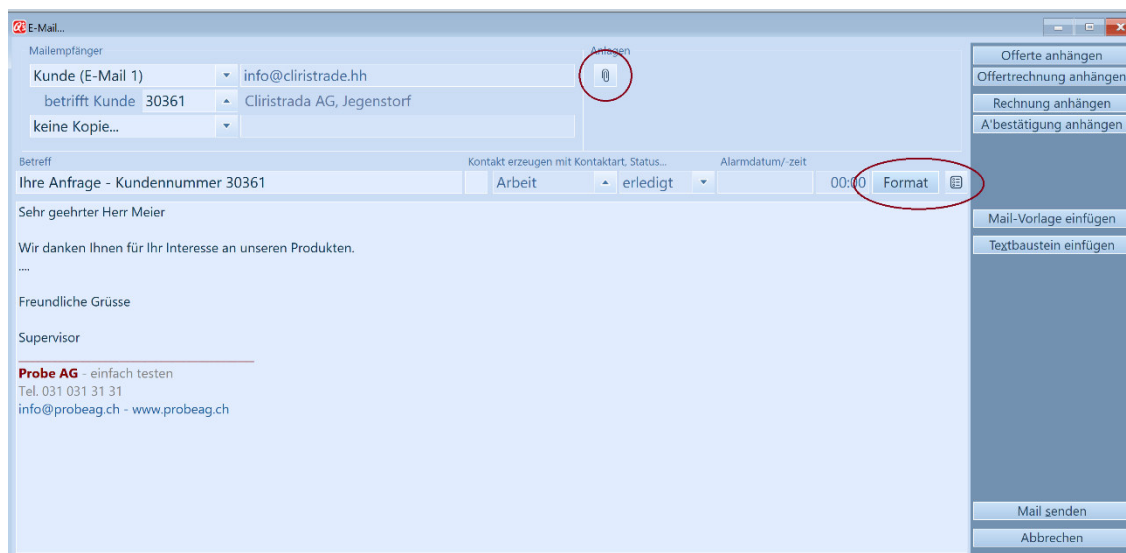 E-Mail...
Mailempfänger
Anlagen
Kunde (E-Mail 1) info@cliristrade.hh
betrifft Kunde 30361 Cliristrada AG, Jegenstorf
keine Kopie...
Betreff Kontakt erzeugen mit Kontaktart, Status... Alarmdatum/-zeit
Ihre Anfrage - Kundennummer 30361 Arbeit erledigt 00:00 Format
Sehr geehrter Herr Meier
Wir danken Ihnen für Ihr Interesse an unseren Produkten.
....
Freundliche Grüsse
Supervisor
Probe AG - einfach testen
Tel. 031 031 31 31
info@probeag.ch - www.probeag.ch
Offerte anhängen
Offertrechnung anhängen
Rechnung anhängen
A'bestätigung anhängen
Mail-Vorlage einfügen
Textbaustein einfügen
Mail senden
Abbrechen